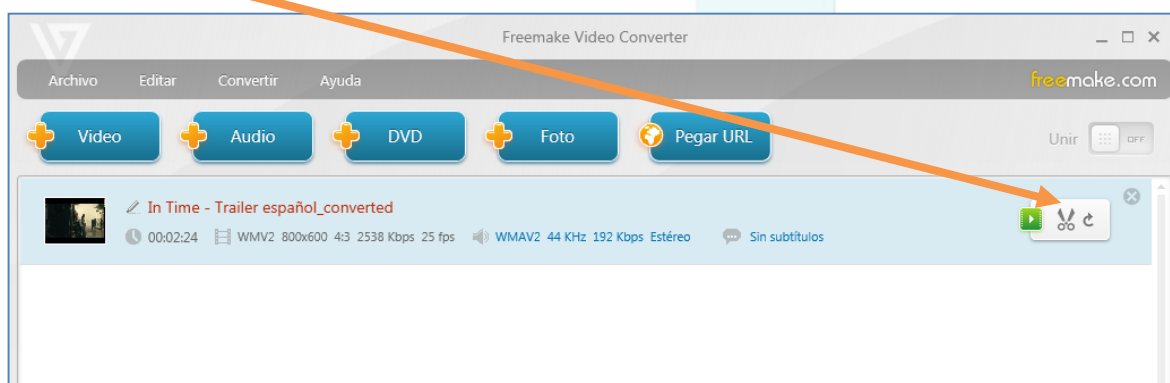 Freemake Video Converter
Archivo Editar Convertir Ayuda
freemake.com
Video Audio DVD Foto Pegar URL
Unir OFF
In Time - Trailer español_converted
00:02:24 WMV2 800x600 4:3 2538 Kbps 25 fps WMAV2 44 KHz 192 Kbps Estéreo Sin subtítulos